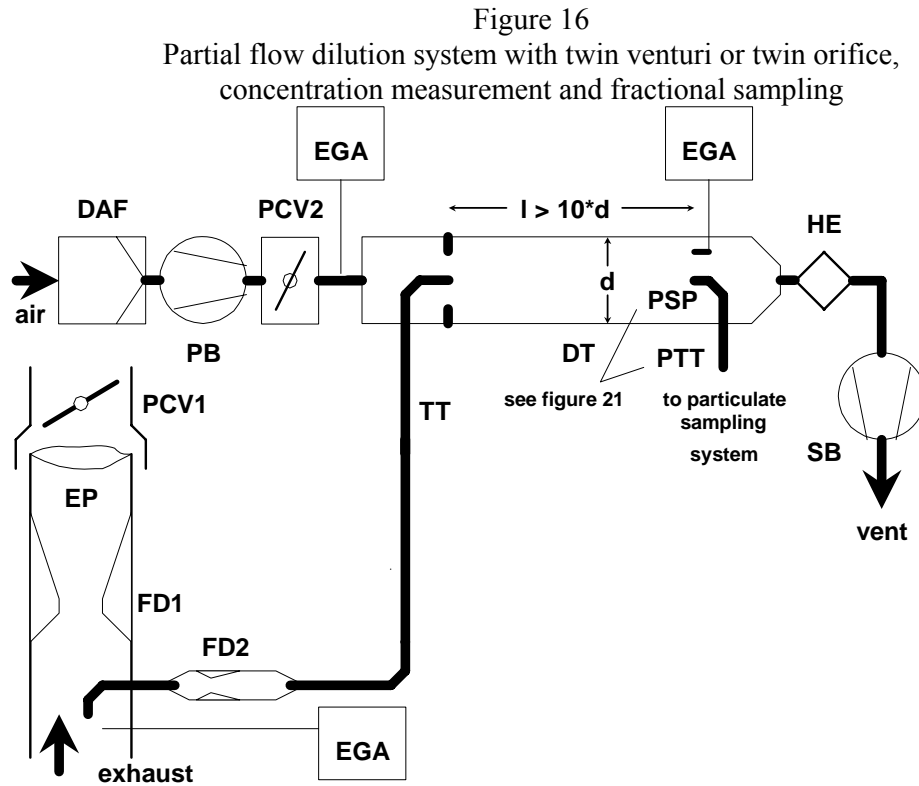 Figure 16
Partial flow dilution system with twin venturi or twin orifice,
concentration measurement and fractional sampling
EGA
EGA
DAF
PCV2
l > 10*d
HE
air
d
PSP
PB
DT
PTT
PCV1
see figure 21
to particulate
sampling
system
TT
SB
EP
vent
FD1
FD2
EGA
exhaust